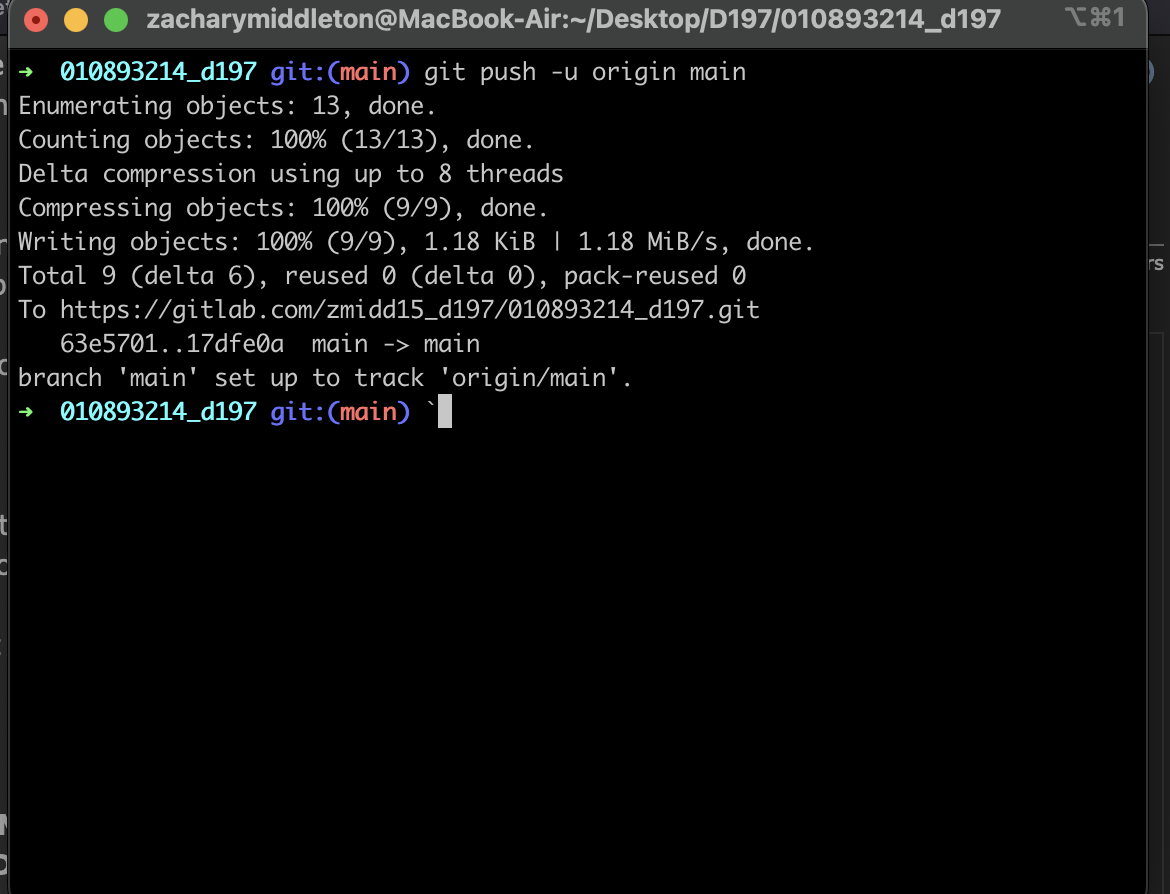 zacharymiddleton@MacBook-Air:~/Desktop/D197/010893214_d197 ⌥⌘1
➜ 010893214_d197 git:(main) git push -u origin main
Enumerating objects: 13, done.
Counting objects: 100% (13/13), done.
Delta compression using up to 8 threads
Compressing objects: 100% (9/9), done.
Writing objects: 100% (9/9), 1.18 KiB | 1.18 MiB/s, done.
Total 9 (delta 6), reused 0 (delta 0), pack-reused 0
To https://gitlab.com/zmidd15_d197/010893214_d197.git
63e5701..17dfe0a main -> main
branch 'main' set up to track 'origin/main'.
➜ 010893214_d197 git:(main) `